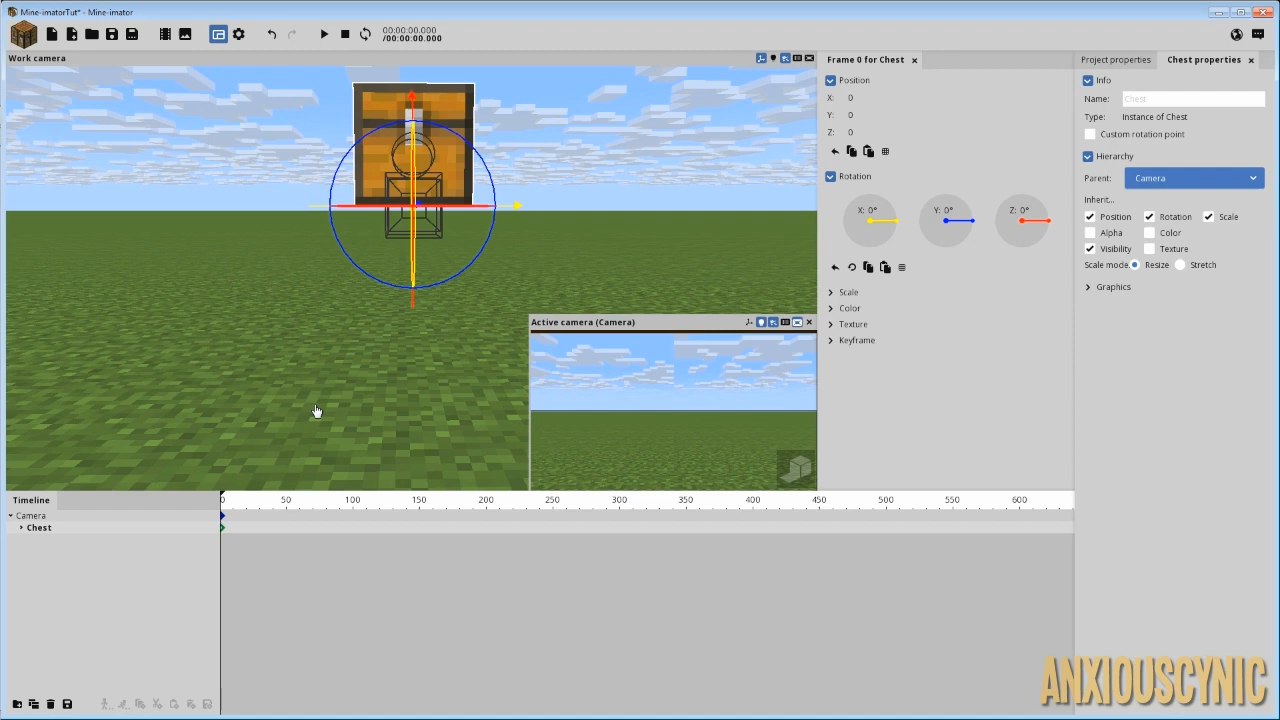 Mine-imatorTut* - Mine-imator
00:00:00.000
/00:00:00.000
Work camera
Frame 0 for Chest
Project properties
Chest properties
Position
X: 0
Y: 0
Z: 0
Rotation
X: 0° Y: 0° Z: 0°
Scale
Color
Texture
Keyframe
Info
Name: Chest
Type: Instance of Chest
Custom rotation point
Hierarchy
Parent: Camera
Inherit...
Position Rotation Scale
Alpha Color
Visibility Texture
Scale mode Resize Stretch
Graphics
Active camera (Camera)
Timeline
0 50 100 150 200 250 300 350 400 450 500 550 600
Camera
Chest
ANXIOUSCYNIC